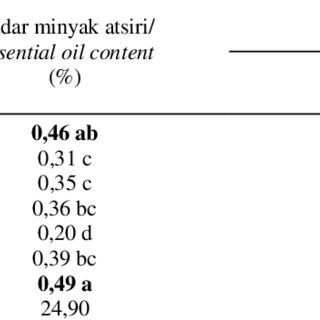 dar minyak atsiri/
sential oil content
(%)
0,46 ab
0,31 c
0,35 c
0,36 bc
0,20 d
0,39 bc
0,49 a
24,90